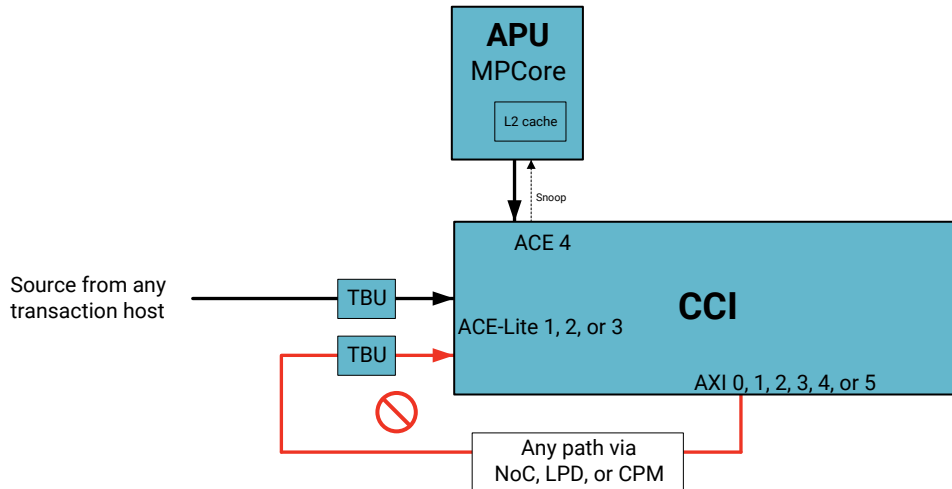 APU
MPCore
L2 cache
Snoop
ACE 4
Source from any
transaction host
TBU
CCI
ACE-Lite 1, 2, or 3
TBU
AXI 0, 1, 2, 3, 4, or 5
Any path via
NoC, LPD, or CPM